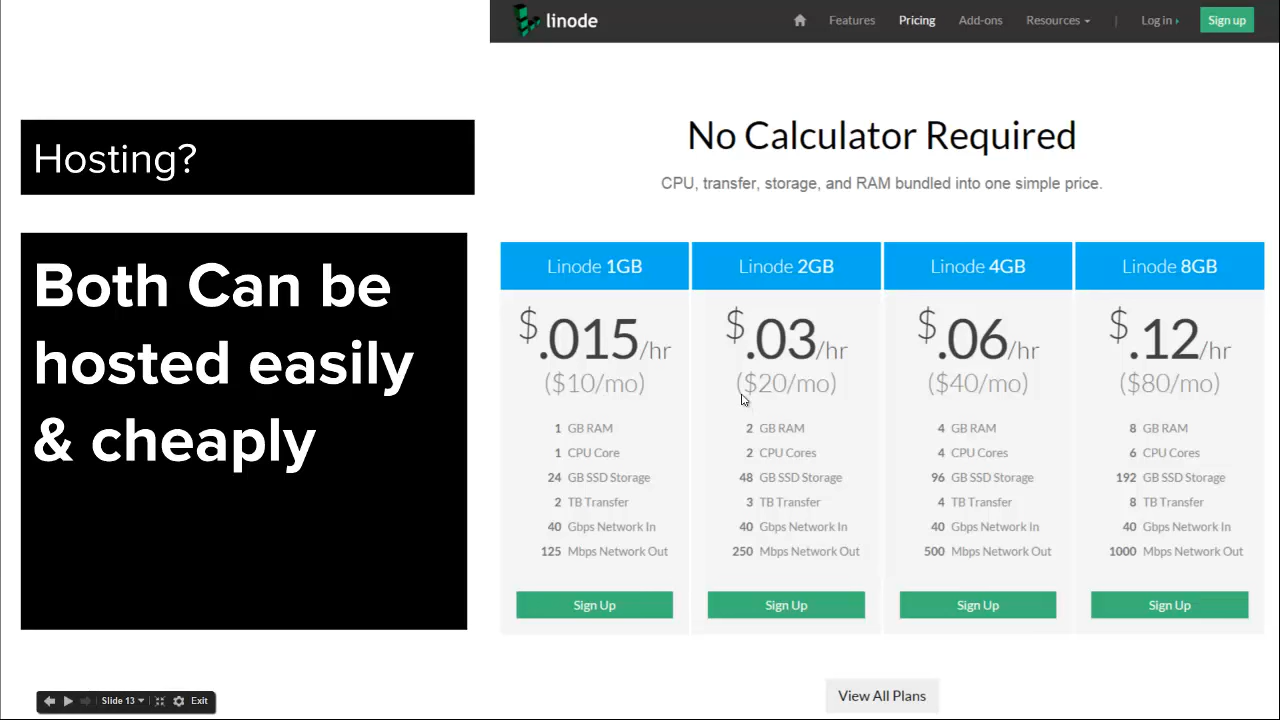 linode
Features
Pricing
Add-ons
Resources
|
Log in
Sign up
Hosting?
Both Can be
hosted easily
& cheaply
No Calculator Required
CPU, transfer, storage, and RAM bundled into one simple price.
Linode 1GB
$.015/hr
($10/mo)
1 GB RAM
1 CPU Core
24 GB SSD Storage
2 TB Transfer
40 Gbps Network In
125 Mbps Network Out
Sign Up
Linode 2GB
$.03/hr
($20/mo)
2 GB RAM
2 CPU Cores
48 GB SSD Storage
3 TB Transfer
40 Gbps Network In
250 Mbps Network Out
Sign Up
Linode 4GB
$.06/hr
($40/mo)
4 GB RAM
4 CPU Cores
96 GB SSD Storage
4 TB Transfer
40 Gbps Network In
500 Mbps Network Out
Sign Up
Linode 8GB
$.12/hr
($80/mo)
8 GB RAM
6 CPU Cores
192 GB SSD Storage
8 TB Transfer
40 Gbps Network In
1000 Mbps Network Out
Sign Up
View All Plans
Slide 13
Exit